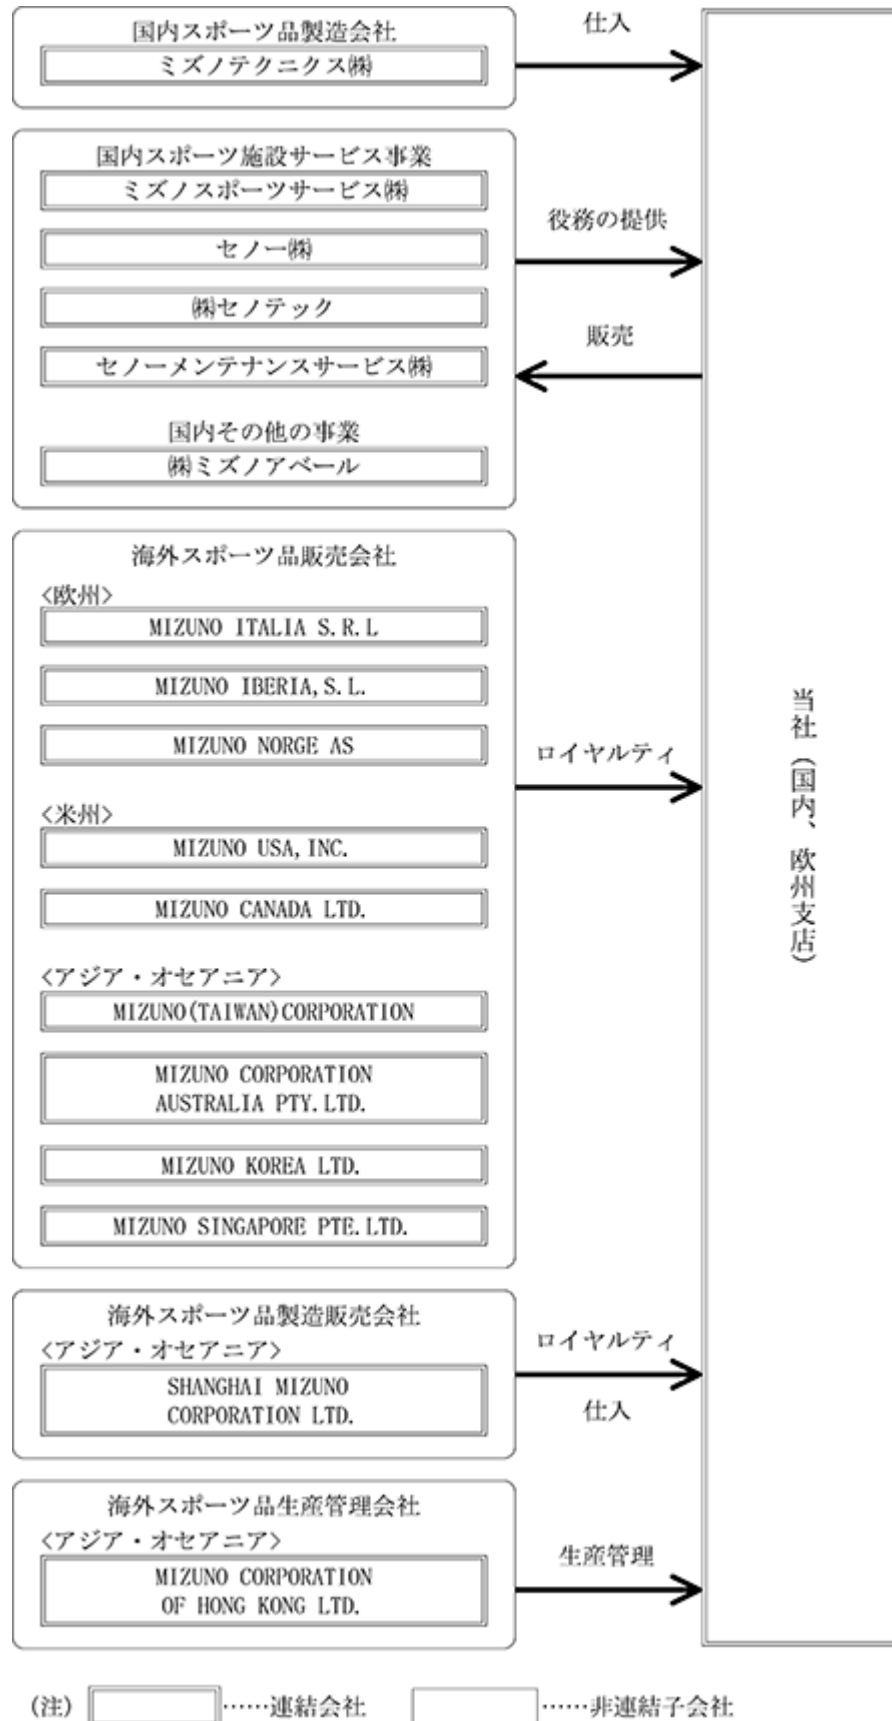 国内スポーツ品製造会社
ミズノテクニクス㈱
仕入
国内スポーツ施設サービス事業
ミズノスポーツサービス㈱
セノー㈱
㈱セノテック
セノーメンテナンスサービス㈱
国内その他の事業
㈱ミズノアベール
役務の提供
販売
海外スポーツ品販売会社
<欧州>
MIZUNO ITALIA S.R.L
MIZUNO IBERIA,S.L.
MIZUNO NORGE AS
<米州>
MIZUNO USA,INC.
MIZUNO CANADA LTD.
<アジア・オセアニア>
MIZUNO(TAIWAN)CORPORATION
MIZUNO CORPORATION
AUSTRALIA PTY.LTD.
MIZUNO KOREA LTD.
MIZUNO SINGAPORE PTE.LTD.
ロイヤルティ
当社(国内、欧州支店)
海外スポーツ品製造販売会社
<アジア・オセアニア>
SHANGHAI MIZUNO
CORPORATION LTD.
ロイヤルティ
仕入
海外スポーツ品生産管理会社
<アジア・オセアニア>
MIZUNO CORPORATION
OF HONG KONG LTD.
生産管理
(注) ……連結会社 ……非連結子会社